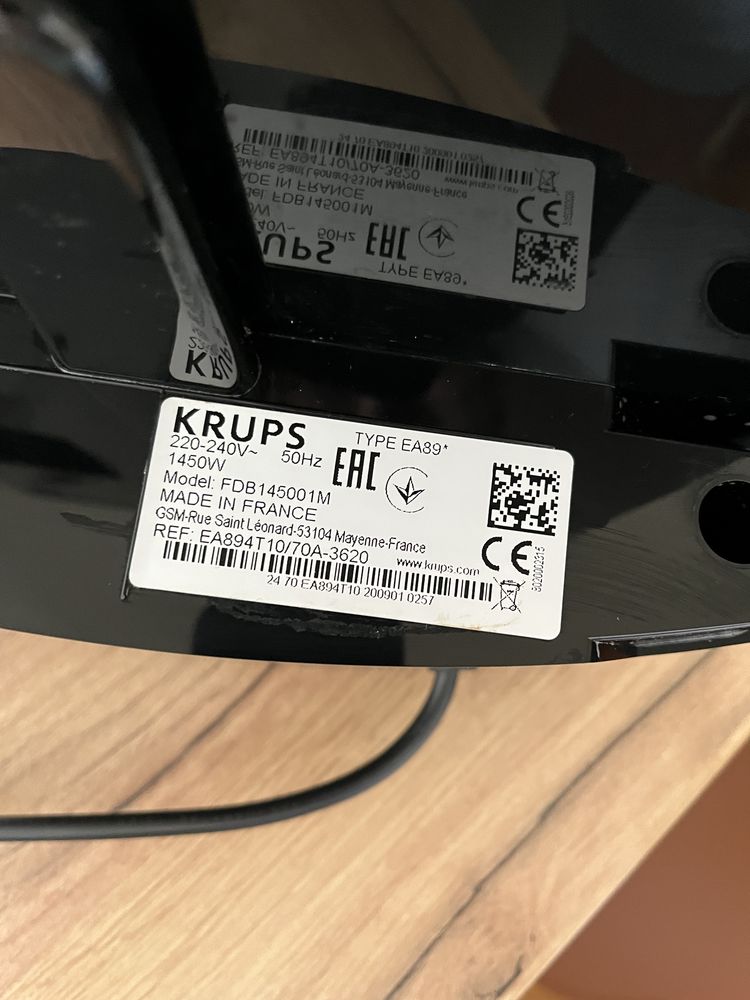 KRUPS
TYPE EA89*
220-240V~ 50Hz
1450W
EAC
Model: FDB145001M
MADE IN FRANCE
GSM-Rue Saint Léonard-53104 Mayenne-France
REF: EA894T10/70A-3620
www.krups.com
CE
24 70 EA894T10 200901 0257
8020002315